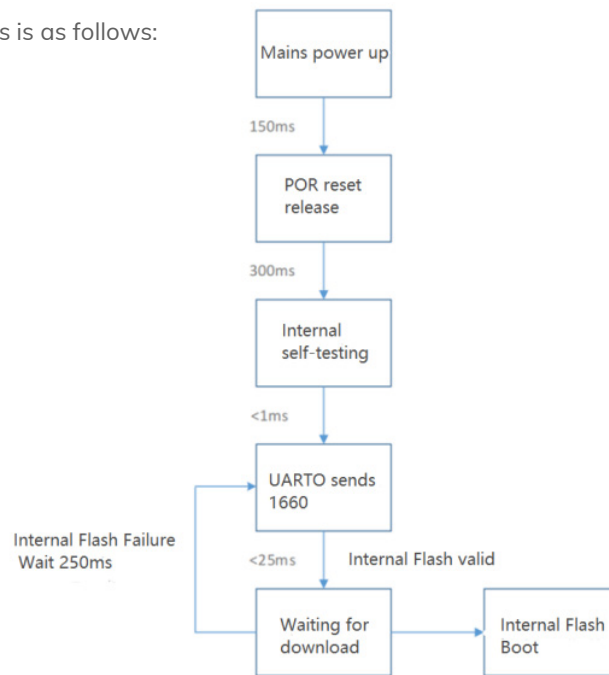 s is as follows:
Mains power up
150ms
POR reset
release
300ms
Internal
self-testing
<1ms
UARTO sends
1660
Internal Flash Failure
Wait 250ms
<25ms
Internal Flash valid
Waiting for
download
Internal Flash
Boot